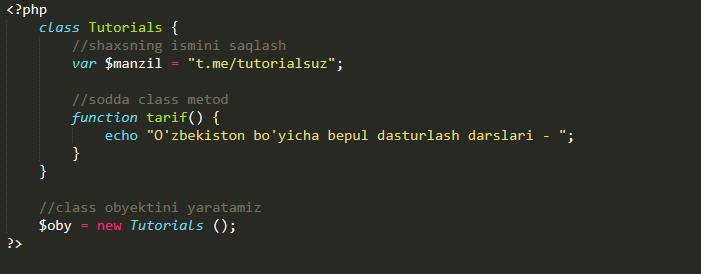 <?php
class Tutorials {
//shaxsning ismini saqlash
var $manzil = "t.me/tutorialsuz";
//sodda class metod
function tarif() {
echo "O'zbekiston bo'yicha bepul dasturlash darslari - ";
}
}
//class obyektini yaratamiz
$oby = new Tutorials ();
?>